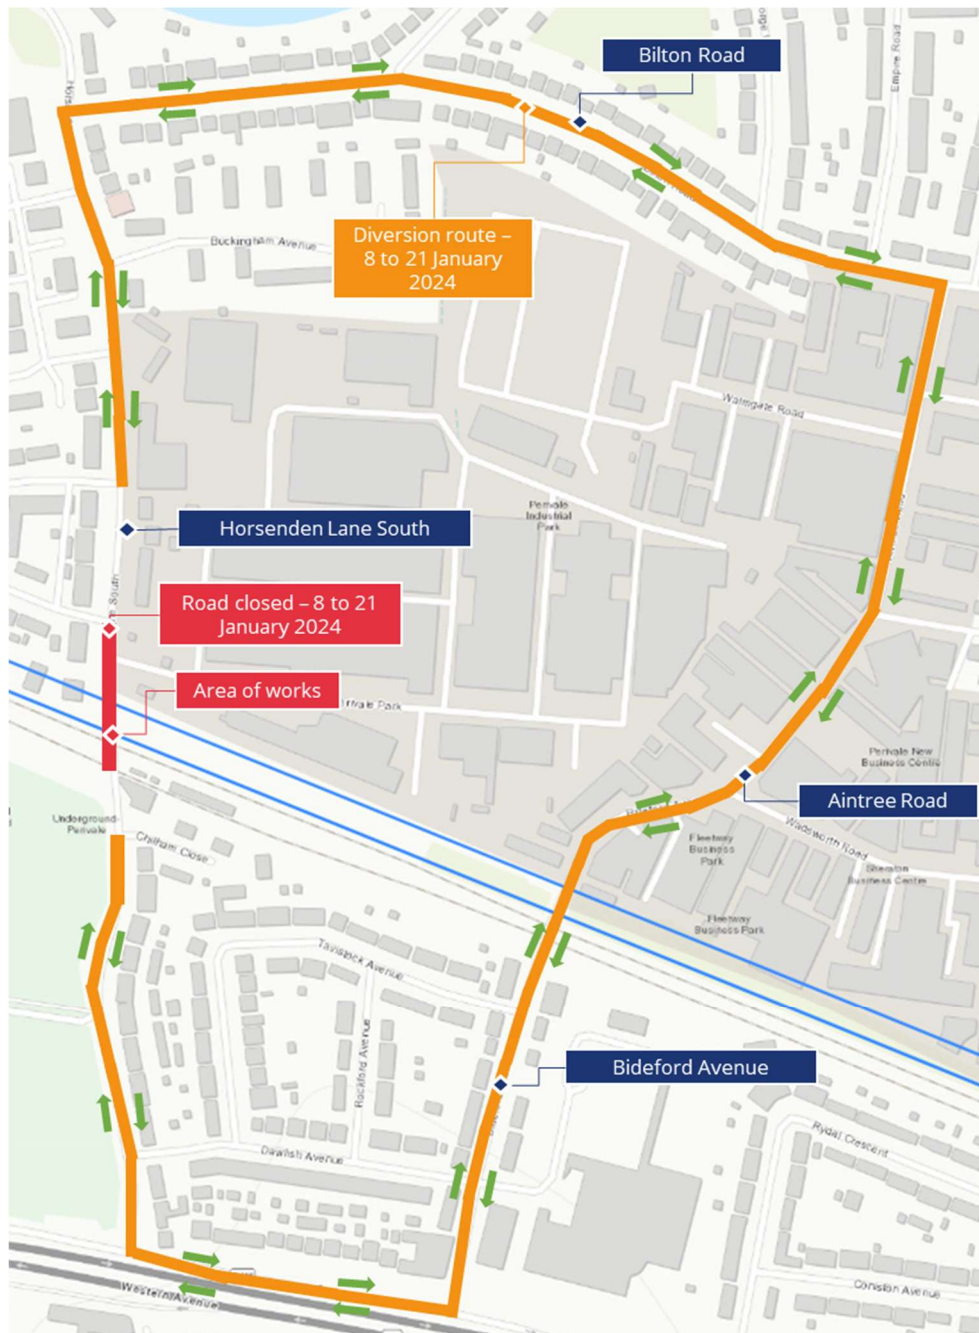 Bilton Road
Empire Road
Diversion route –
8 to 21 January
2024
Buckingham Avenue
Walmgate Road
Perivale
Industrial
Park
Horsenden Lane South
Road closed – 8 to 21
January 2024
Area of works
Perivale New
Business Centre
Aintree Road
Underground-
Perivale
Chilham Close
Wadsworth Road
Fleetway
Business
Park
Sheraton
Business Centre
Fleetway
Business Park
Tavistock Avenue
Rockford Avenue
Bideford Avenue
Rydal Crescent
Dawlish Avenue
Western Avenue
Coniston Avenue